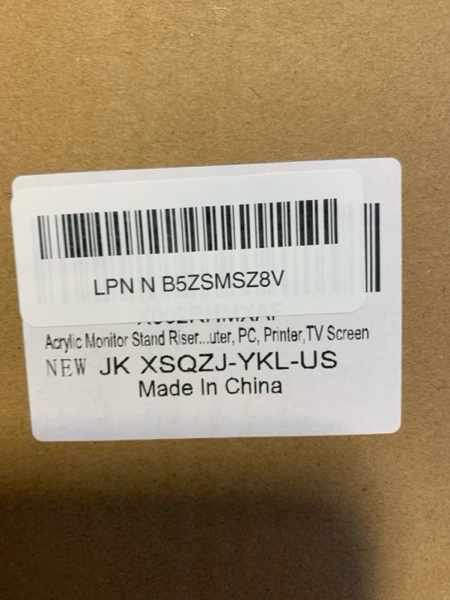 LPN N B5ZSMSZ8V
Acrylic Monitor Stand Riser...uter, PC, Printer,TV Screen
NEW JK XSQZJ-YKL-US
Made In China